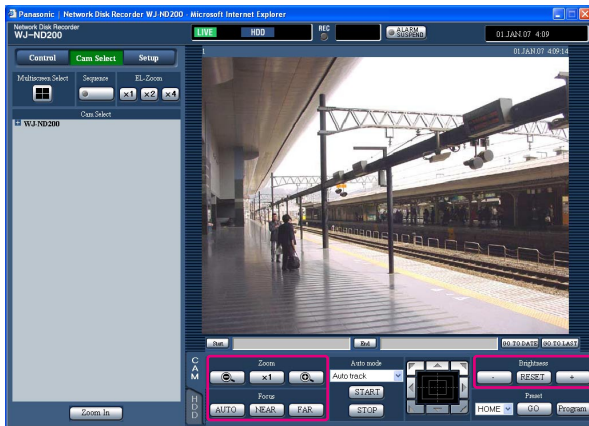 Panasonic | Network Disk Recorder WJ-ND200 - Microsoft Internet Explorer
Network Disk Recorder
WJ-ND200
LIVE HDD
REC
ALARM SUSPEND
01.JAN.07 4:09
Control Cam Select Setup
1 01.JAN.07 4:09:14
Multiscreen Select Sequence EL-Zoom
x1 x2 x4
Cam Select
WJ-ND200
Start End GO TO DATE GO TO LAST
CAM
HDD
Zoom
x1
Focus
AUTO NEAR FAR
Auto mode
Auto track
START
STOP
Brightness
- RESET +
Preset
HOME GO Program
Zoom In